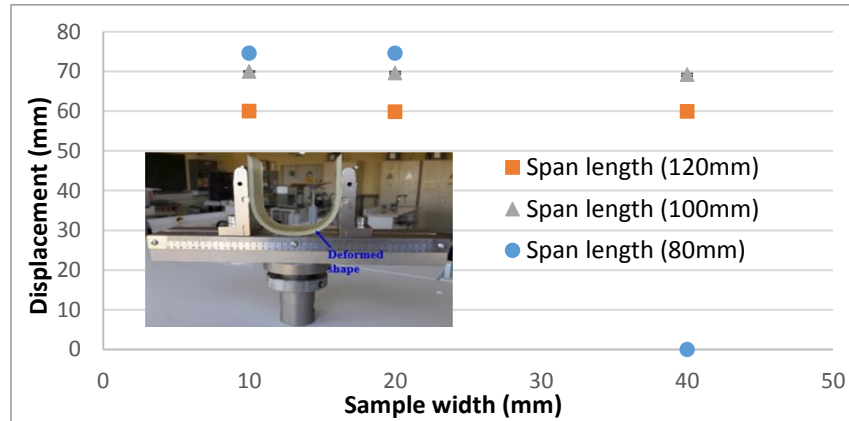 80
70
60
50
40
30
20
10
0
Displacement (mm)
Span length (120mm)
Span length (100mm)
Span length (80mm)
Deformed
shape
0 10 20 30 40 50
Sample width (mm)